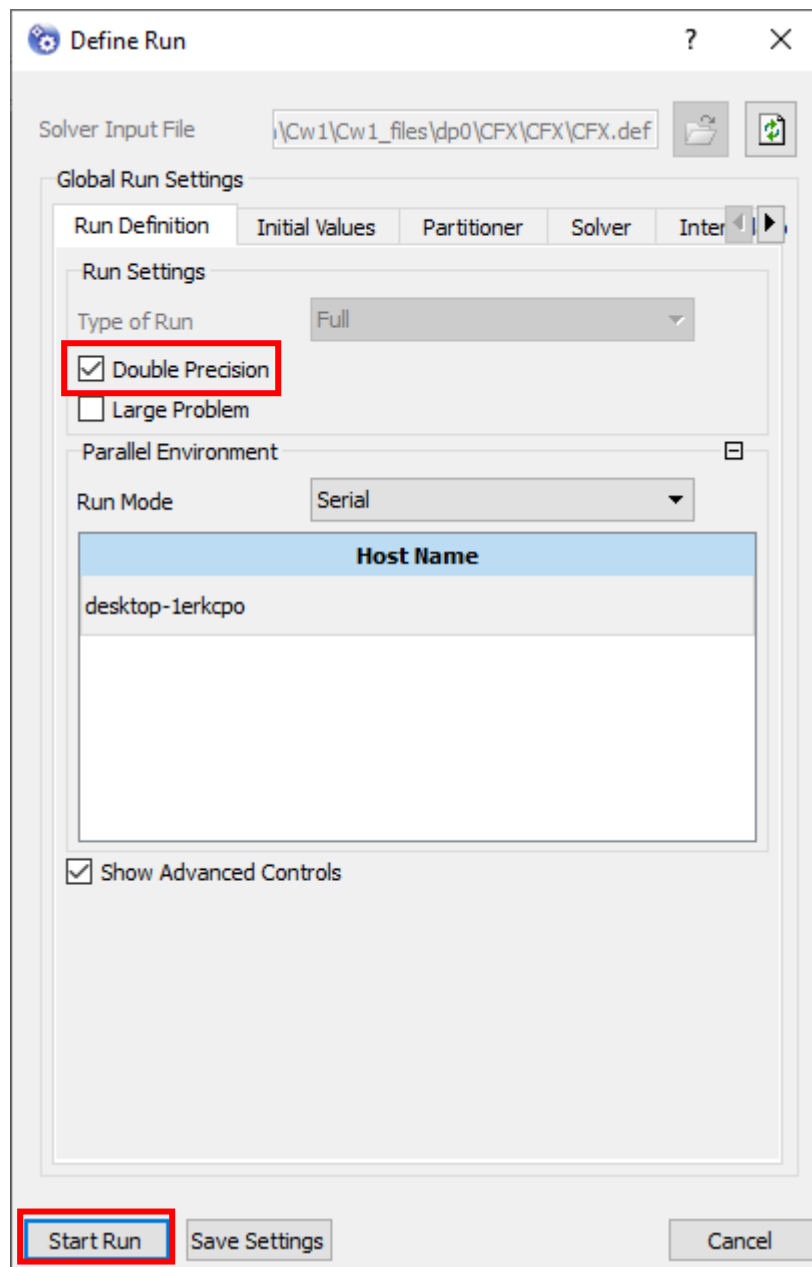 Define Run
?
Solver Input File
\Cw1\Cw1_files\dp0\CFX\CFX\CFX.def
Global Run Settings
Run Definition
Initial Values
Partitioner
Solver
Inter
Run Settings
Type of Run
Full
Double Precision
Large Problem
Parallel Environment
Run Mode
Serial
Host Name
desktop-1erkcpo
Show Advanced Controls
Start Run
Save Settings
Cancel